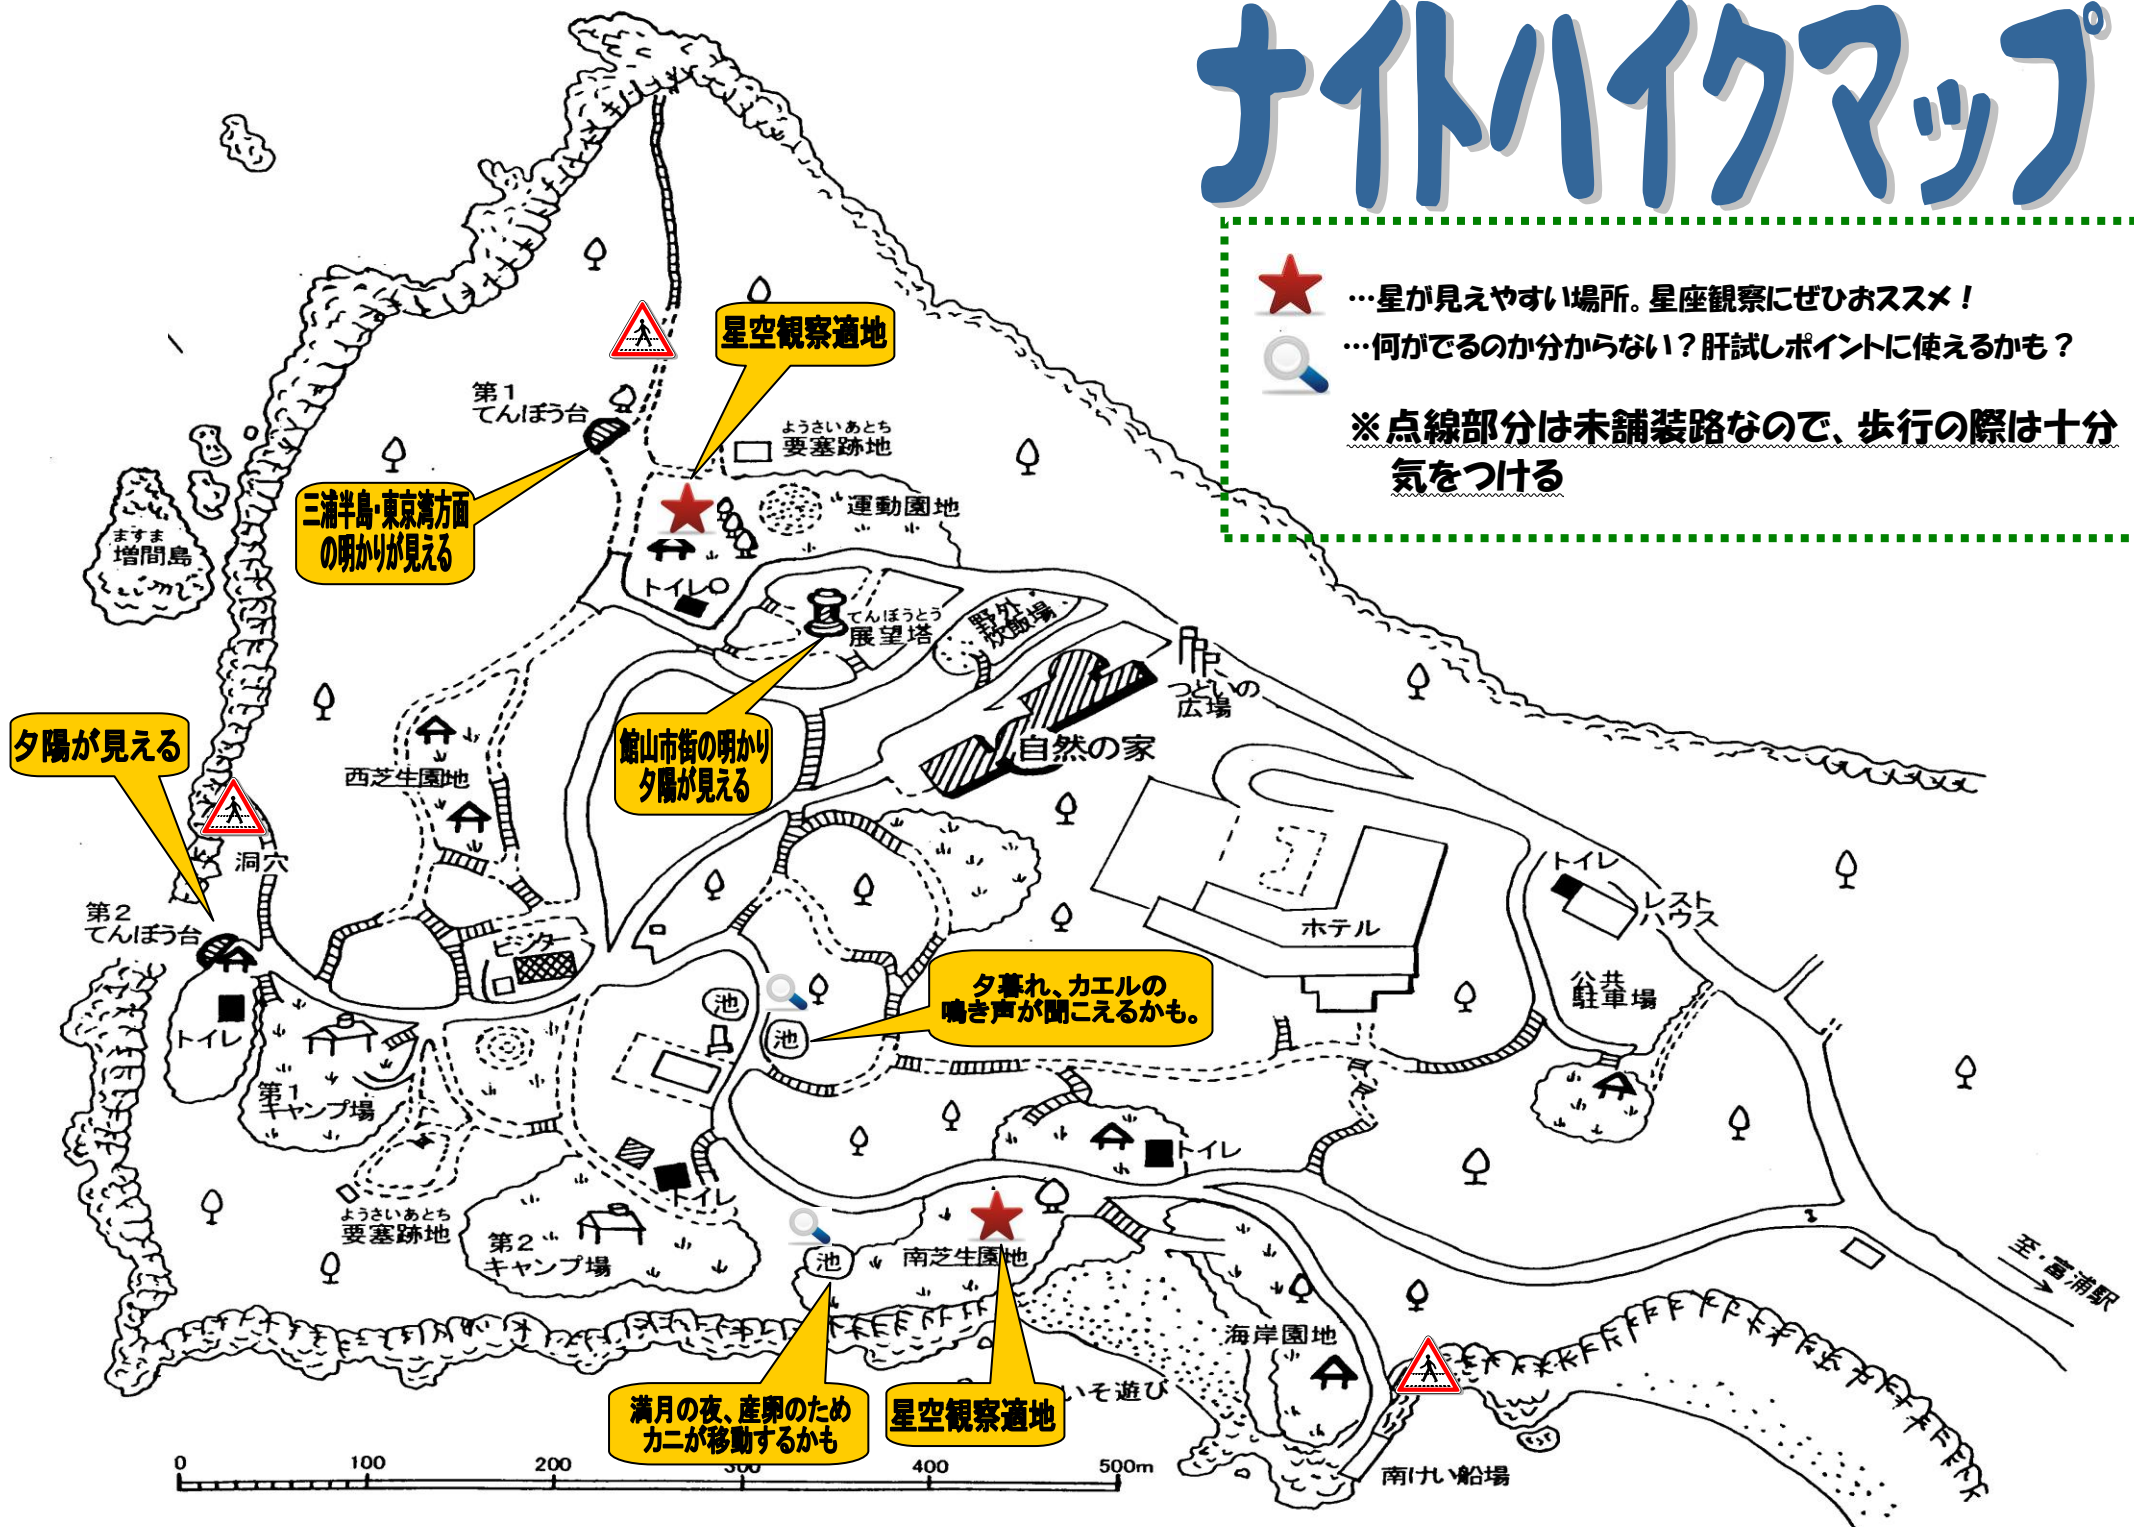 ナイトハイクマップ
…星が見えやすい場所。星座観察にぜひおススメ！
…何がでるのか分からない？肝試しポイントに使えるかも？
※点線部分は未舗装路なので、歩行の際は十分
気をつける
星空観察適地
第１
てんぼう台
ようさいあとち
要塞跡地
三浦半島・東京湾方面
の明かりが見える
運動園地
ますま
増間島
トイレ
てんぼうとう
展望塔
野外
炊飯場
つどいの
広場
自然の家
夕陽が見える
館山市街の明かり
夕陽が見える
西芝生園地
洞穴
第２
てんぼう台
トイレ
ビジター
ホテル
トイレ
レスト
ハウス
公共
駐車場
池
池
夕暮れ、カエルの
鳴き声が聞こえるかも。
第１
キャンプ場
トイレ
トイレ
ようさいあとち
要塞跡地
第２
キャンプ場
池
南芝生園地
至・富浦駅
海岸園地
いそ遊び
満月の夜、産卵のため
カニが移動するかも
星空観察適地
南けい船場
0 100 200 300 400 500m